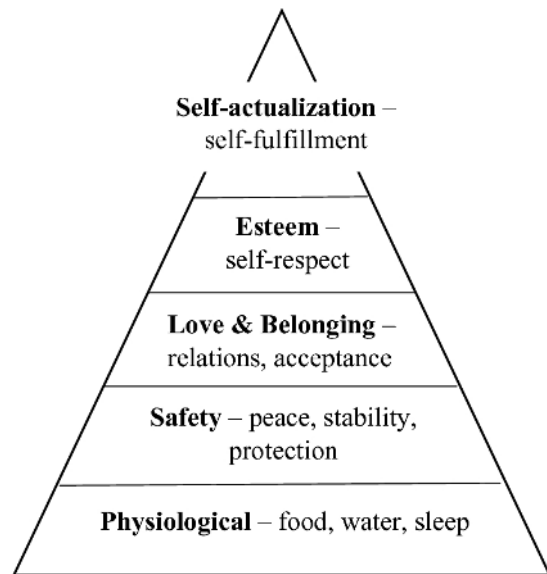 Self-actualization –
self-fulfillment
Esteem –
self-respect
Love & Belonging –
relations, acceptance
Safety – peace, stability,
protection
Physiological – food, water, sleep